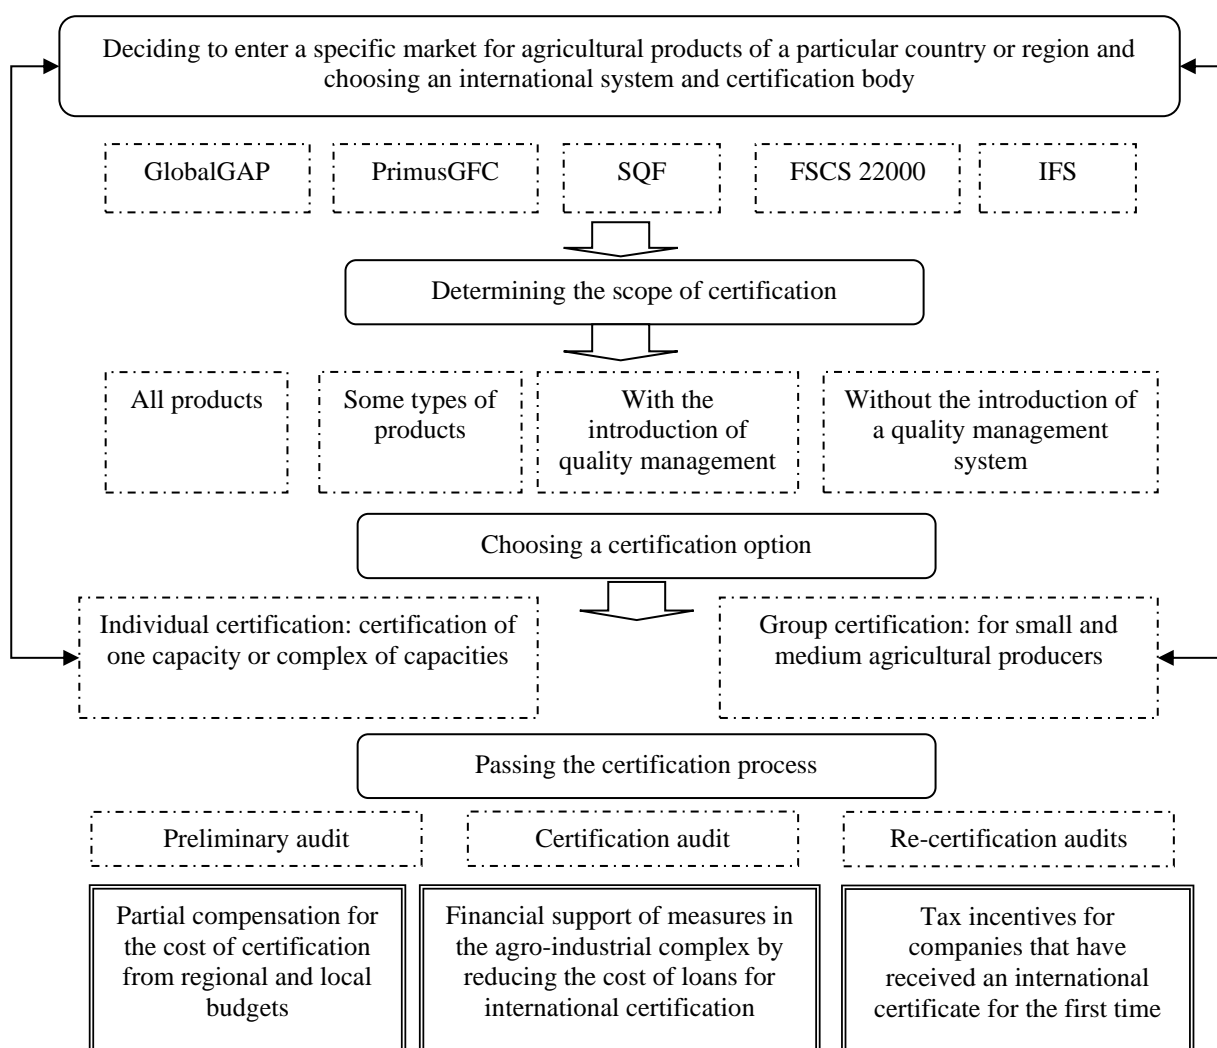 Deciding to enter a specific market for agricultural products of a particular country or region and
choosing an international system and certification body
GlobalGAP
PrimusGFC
SQF
FSCS 22000
IFS
Determining the scope of certification
All products
Some types of
products
With the
introduction of
quality management
Without the introduction of
a quality management
system
Choosing a certification option
Individual certification: certification of
one capacity or complex of capacities
Group certification: for small and
medium agricultural producers
Passing the certification process
Preliminary audit
Certification audit
Re-certification audits
Partial compensation for
the cost of certification
from regional and local
budgets
Financial support of measures in
the agro-industrial complex by
reducing the cost of loans for
international certification
Tax incentives for
companies that have
received an international
certificate for the first time